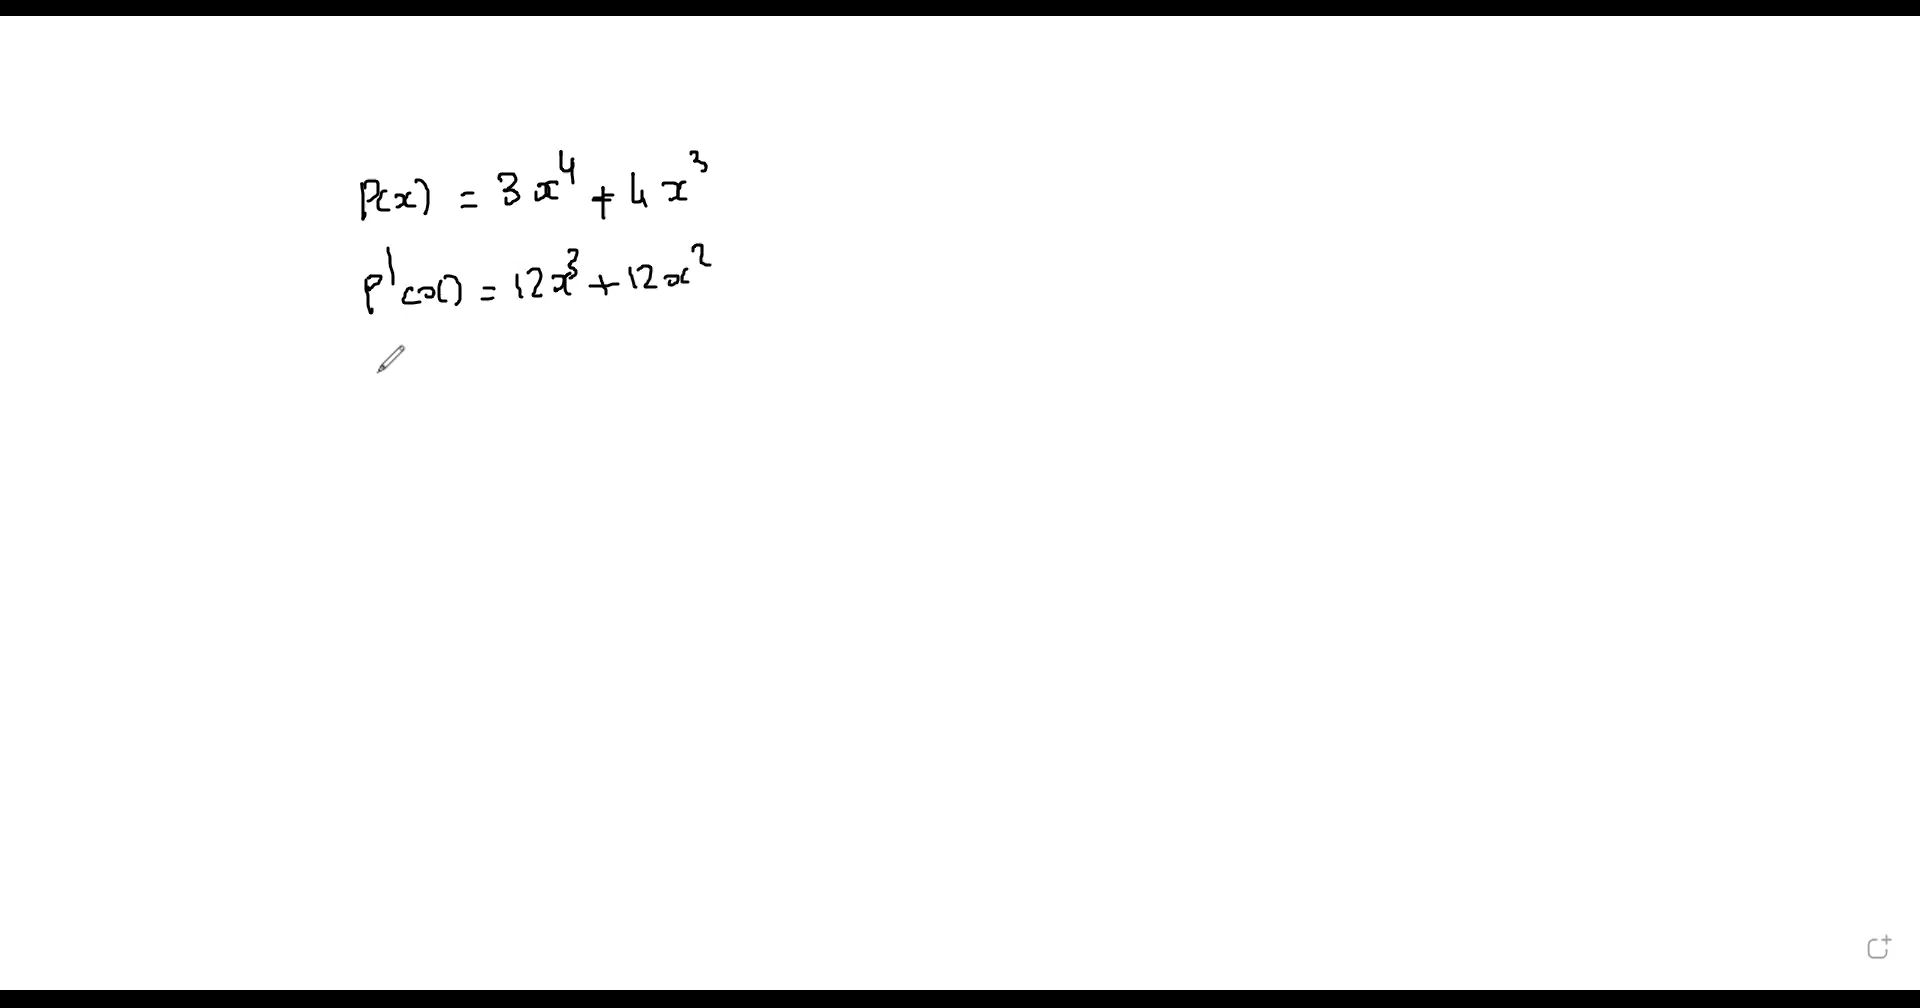 P(x) = 3x⁴ + 4x³
P'(x) = 12x³ + 12x²